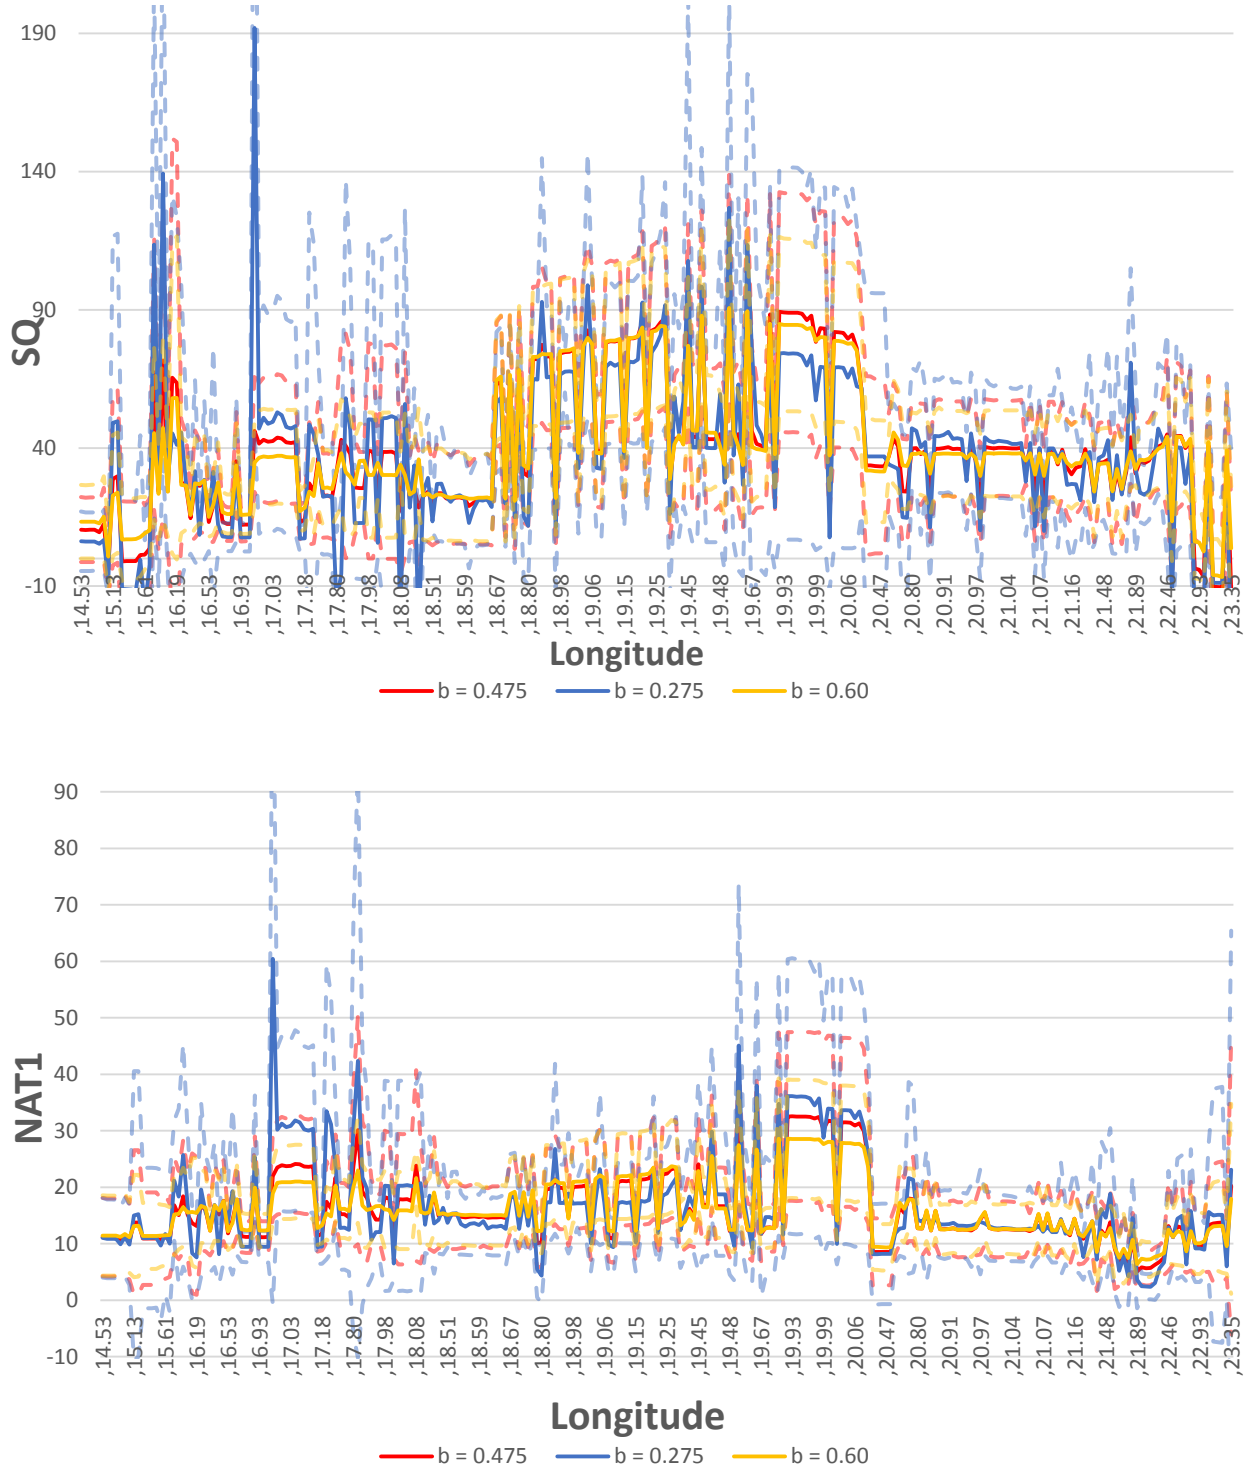 190
140
90
40
-10
SQ
,14.53 ,15.13 ,15.61 ,16.19 ,16.53 ,16.93 ,17.03 ,17.18 ,17.80 ,17.98 ,18.08 ,18.51 ,18.59 ,18.67 ,18.80 ,18.98 ,19.06 ,19.15 ,19.25 ,19.45 ,19.48 ,19.67 ,19.93 ,19.99 ,20.06 ,20.47 ,20.80 ,20.91 ,20.97 ,21.04 ,21.07 ,21.16 ,21.48 ,21.89 ,22.46 ,22.93 ,23.35
Longitude
b = 0.475 b = 0.275 b = 0.60
90
80
70
60
50
40
30
20
10
0
-10
NAT1
,14.53 ,15.13 ,15.61 ,16.19 ,16.53 ,16.93 ,17.03 ,17.18 ,17.80 ,17.98 ,18.08 ,18.51 ,18.59 ,18.67 ,18.80 ,18.98 ,19.06 ,19.15 ,19.25 ,19.45 ,19.48 ,19.67 ,19.93 ,19.99 ,20.06 ,20.47 ,20.80 ,20.91 ,20.97 ,21.04 ,21.07 ,21.16 ,21.48 ,21.89 ,22.46 ,22.93 ,23.35
Longitude
b = 0.475 b = 0.275 b = 0.60